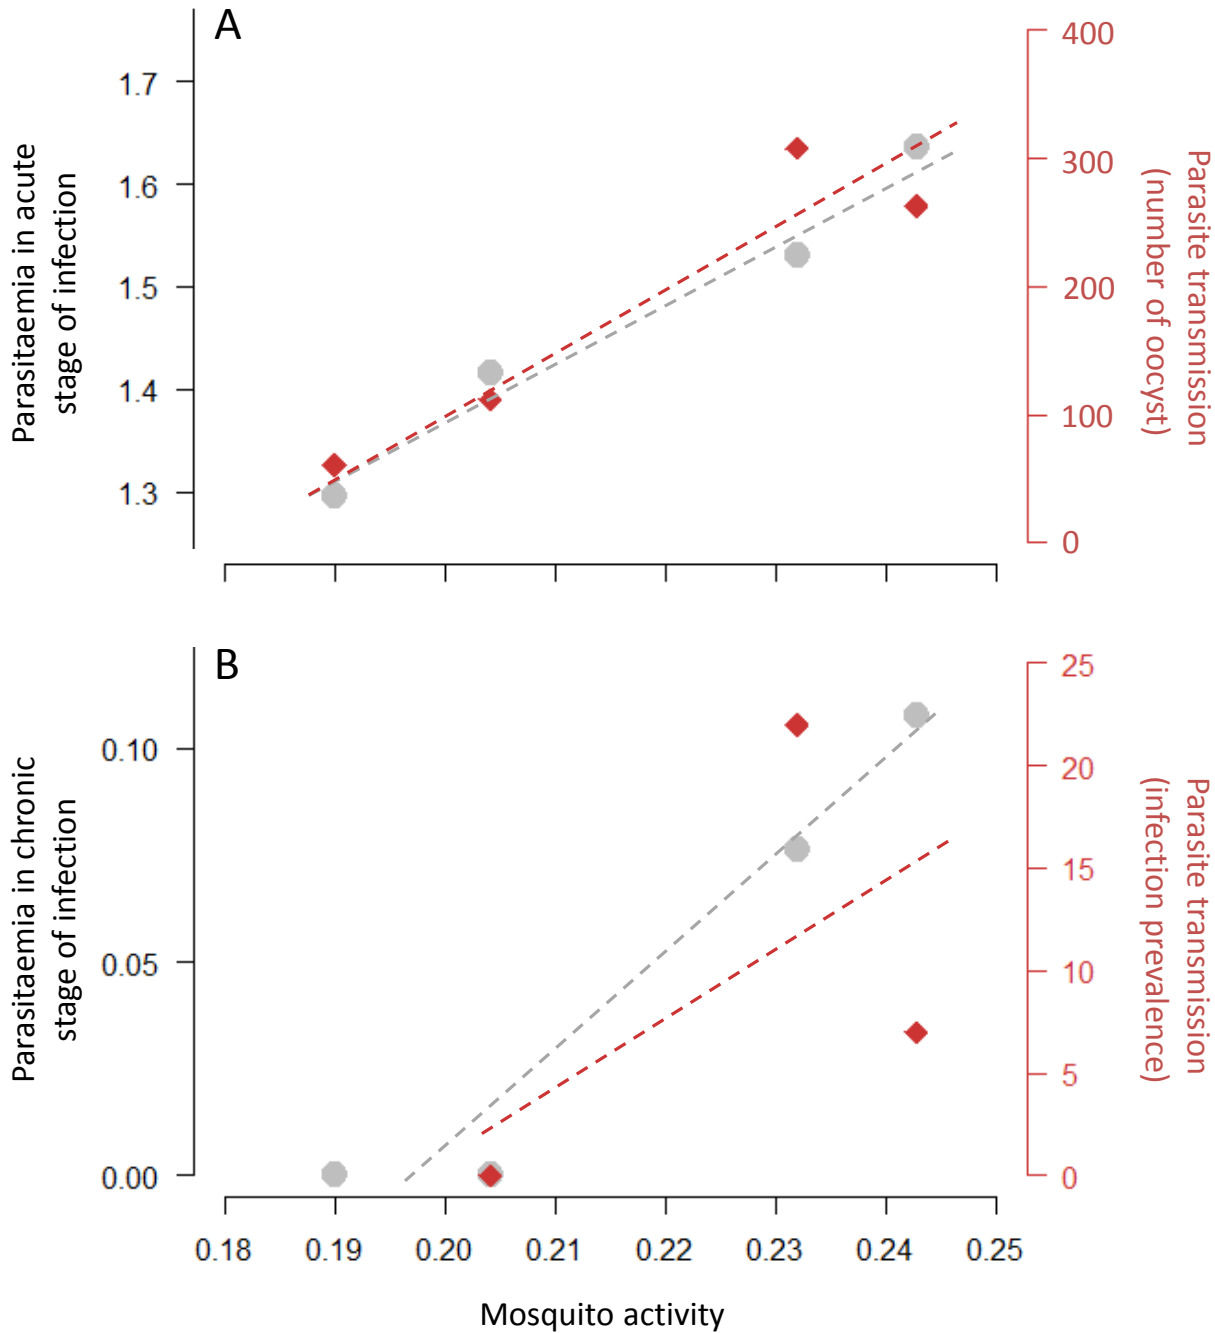 A
Parasitaemia in acute
stage of infection
1.7
1.6
1.5
1.4
1.3
400
300
200
100
0
Parasite transmission
(number of oocyst)
B
Parasitaemia in chronic
stage of infection
0.10
0.05
0.00
25
20
15
10
5
0
Parasite transmission
(infection prevalence)
0.18 0.19 0.20 0.21 0.22 0.23 0.24 0.25
Mosquito activity